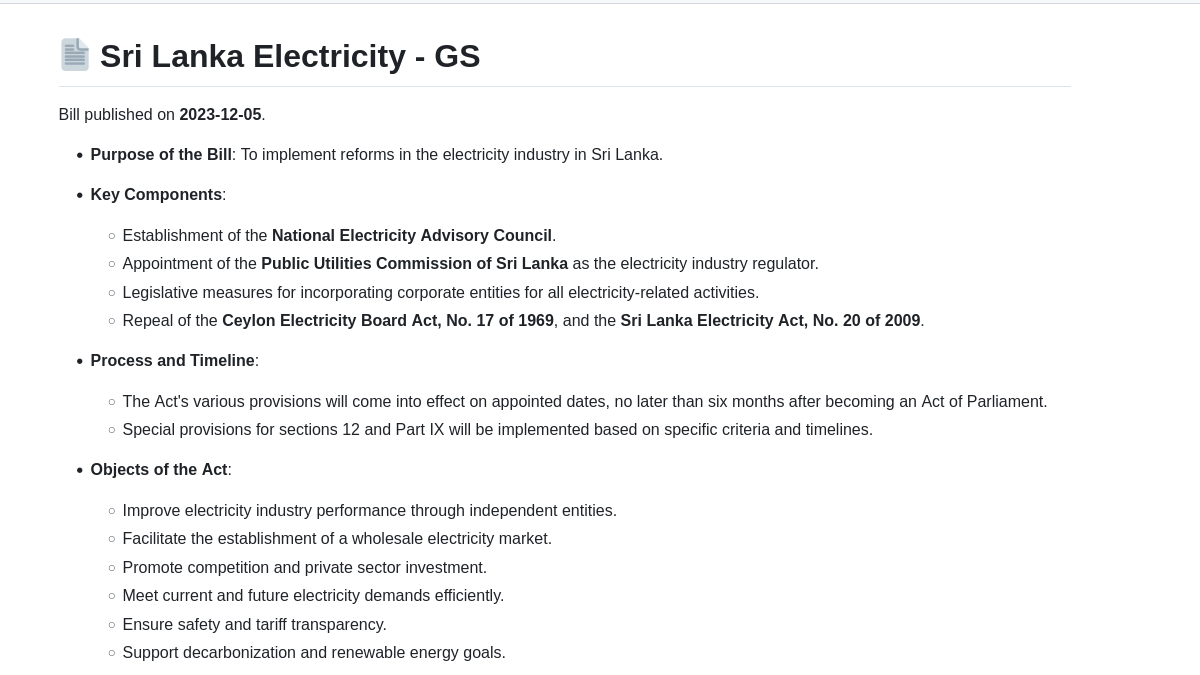 Sri Lanka Electricity - GS
Bill published on 2023-12-05.
Purpose of the Bill: To implement reforms in the electricity industry in Sri Lanka.
Key Components:
Establishment of the National Electricity Advisory Council.
Appointment of the Public Utilities Commission of Sri Lanka as the electricity industry regulator.
Legislative measures for incorporating corporate entities for all electricity-related activities.
Repeal of the Ceylon Electricity Board Act, No. 17 of 1969, and the Sri Lanka Electricity Act, No. 20 of 2009.
Process and Timeline:
The Act's various provisions will come into effect on appointed dates, no later than six months after becoming an Act of Parliament.
Special provisions for sections 12 and Part IX will be implemented based on specific criteria and timelines.
Objects of the Act:
Improve electricity industry performance through independent entities.
Facilitate the establishment of a wholesale electricity market.
Promote competition and private sector investment.
Meet current and future electricity demands efficiently.
Ensure safety and tariff transparency.
Support decarbonization and renewable energy goals.